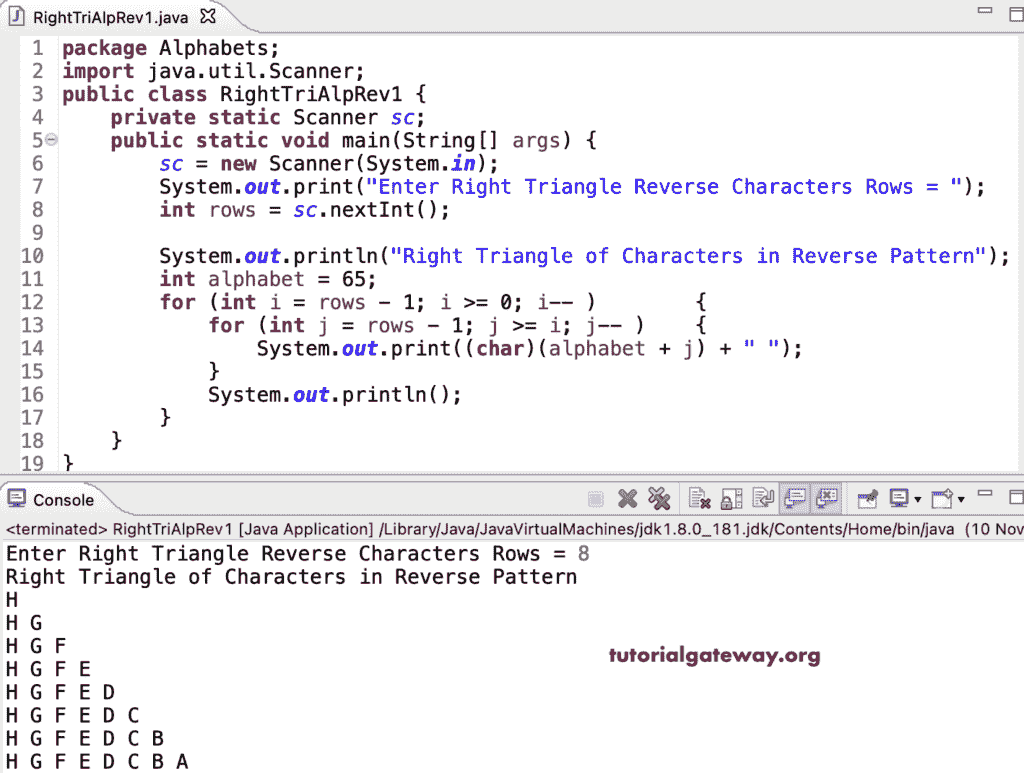 RightTriAlpRev1.java
1 package Alphabets;
2 import java.util.Scanner;
3 public class RightTriAlpRev1 {
4     private static Scanner sc;
5     public static void main(String[] args) {
6         sc = new Scanner(System.in);
7         System.out.print("Enter Right Triangle Reverse Characters Rows = ");
8         int rows = sc.nextInt();
9
10         System.out.println("Right Triangle of Characters in Reverse Pattern");
11         int alphabet = 65;
12         for (int i = rows - 1; i >= 0; i-- )        {
13             for (int j = rows - 1; j >= i; j-- )    {
14                 System.out.print((char)(alphabet + j) + " ");
15             }
16             System.out.println();
17         }
18     }
19 }
Console
<terminated> RightTriAlpRev1 [Java Application] /Library/Java/JavaVirtualMachines/jdk1.8.0_181.jdk/Contents/Home/bin/java (10 Nov
Enter Right Triangle Reverse Characters Rows = 8
Right Triangle of Characters in Reverse Pattern
H
H G
H G F
tutorialgateway.org
H G F E
H G F E D
H G F E D C
H G F E D C B
H G F E D C B A